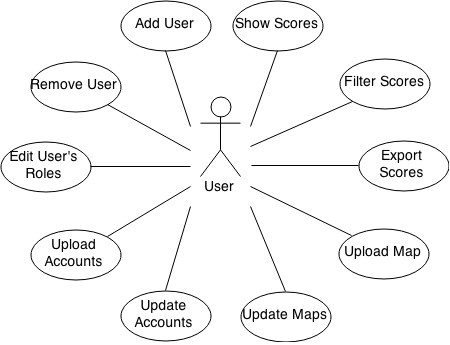 Add User
Show Scores
Remove User
Filter Scores
Edit User's
Roles
Export
Scores
User
Upload
Accounts
Upload Map
Update
Accounts
Update Maps